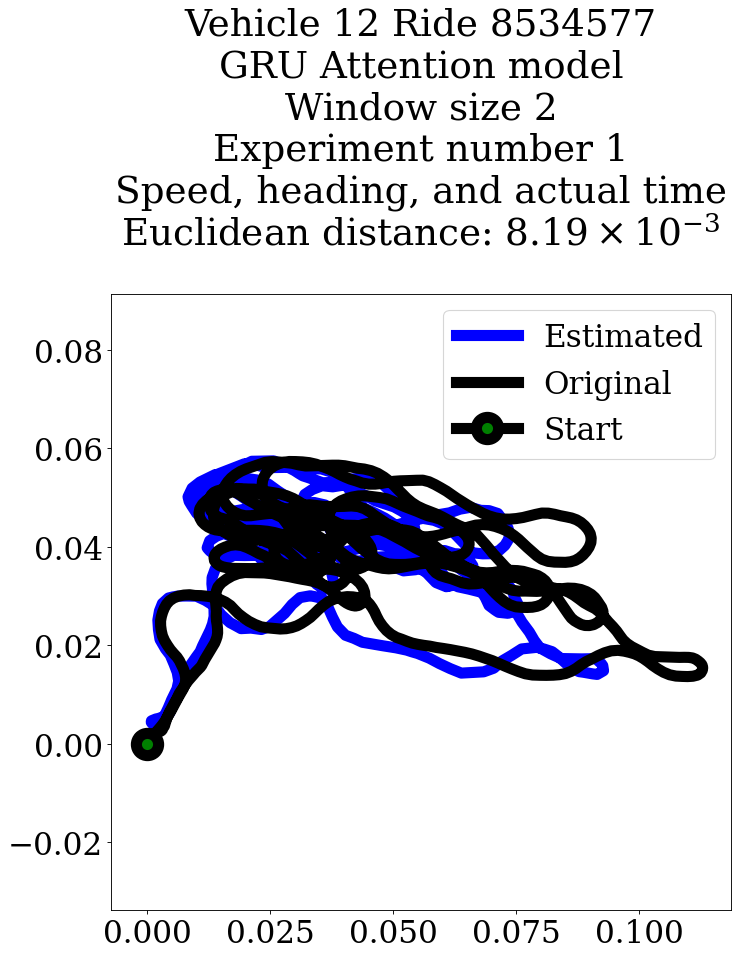 Vehicle 12 Ride 8534577
GRU Attention model
Window size 2
Experiment number 1
Speed, heading, and actual time
Euclidean distance: 8.19 × 10⁻³
Estimated
Original
Start
0.08
0.06
0.04
0.02
0.00
−0.02
0.000 0.025 0.050 0.075 0.100